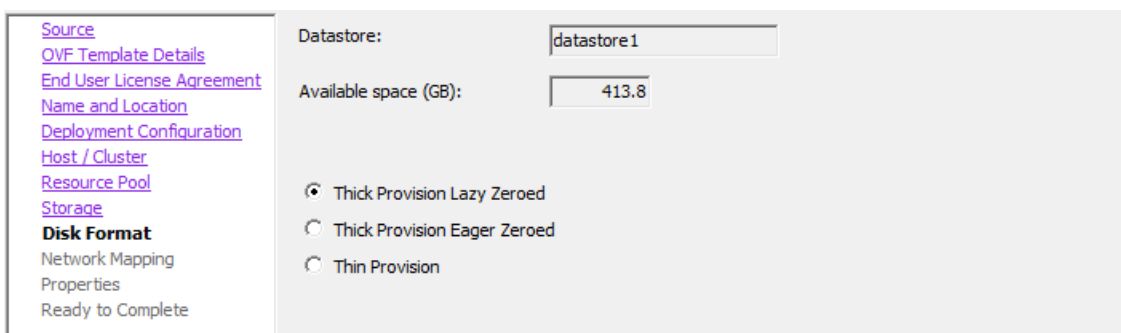 Source
OVF Template Details
End User License Agreement
Name and Location
Deployment Configuration
Host / Cluster
Resource Pool
Storage
Disk Format
Network Mapping
Properties
Ready to Complete
Datastore: datastore1
Available space (GB): 413.8
Thick Provision Lazy Zeroed
Thick Provision Eager Zeroed
Thin Provision